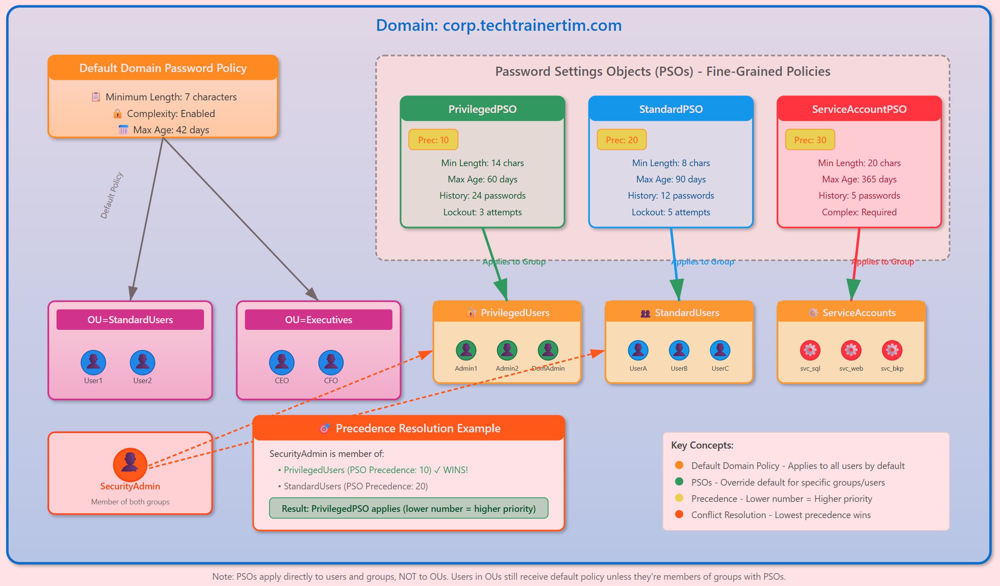 Domain: corp.techtrainertim.com
Default Domain Password Policy
Minimum Length: 7 characters
Complexity: Enabled
Max Age: 42 days
Default Policy
Password Settings Objects (PSOs) - Fine-Grained Policies
PrivilegedPSO
Prec: 10
Min Length: 14 chars
Max Age: 60 days
History: 24 passwords
Lockout: 3 attempts
Applies to Group
StandardPSO
Prec: 20
Min Length: 8 chars
Max Age: 90 days
History: 12 passwords
Lockout: 5 attempts
Applies to Group
ServiceAccountPSO
Prec: 30
Min Length: 20 chars
Max Age: 365 days
History: 5 passwords
Complex: Required
Applies to Group
OU=StandardUsers
User1
User2
OU=Executives
CEO
CFO
PrivilegedUsers
Admin1
Admin2
DomAdmin
StandardUsers
UserA
UserB
UserC
ServiceAccounts
svc_sql
svc_web
svc_bkp
SecurityAdmin
Member of both groups
Precedence Resolution Example
SecurityAdmin is member of:
• PrivilegedUsers (PSO Precedence: 10) ✓ WINS!
• StandardUsers (PSO Precedence: 20)
Result: PrivilegedPSO applies (lower number = higher priority)
Key Concepts:
Default Domain Policy - Applies to all users by default
PSOs - Override default for specific groups/users
Precedence - Lower number = Higher priority
Conflict Resolution - Lowest precedence wins
Note: PSOs apply directly to users and groups, NOT to OUs. Users in OUs still receive default policy unless they're members of groups with PSOs.